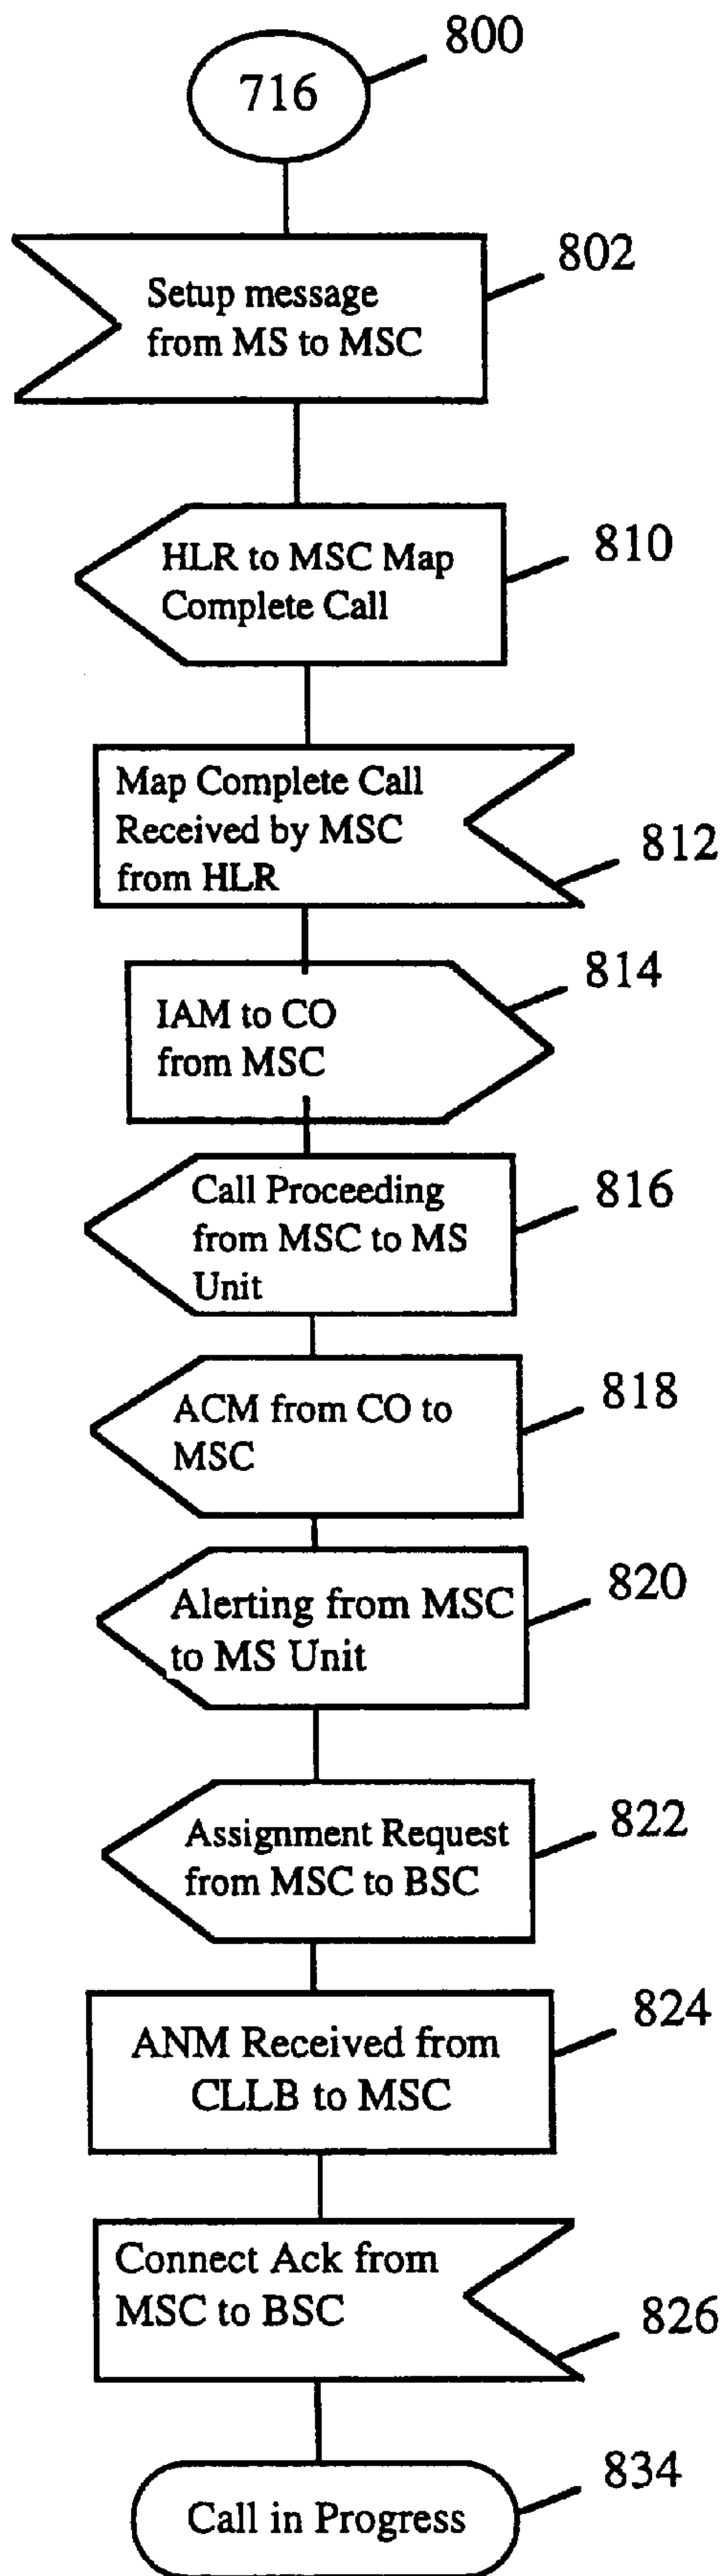 800
716
802
Setup message
from MS to MSC
810
HLR to MSC Map
Complete Call
Map Complete Call
Received by MSC
from HLR
812
814
IAM to CO
from MSC
816
Call Proceeding
from MSC to MS
Unit
818
ACM from CO to
MSC
820
Alerting from MSC
to MS Unit
822
Assignment Request
from MSC to BSC
824
ANM Received from
CLLB to MSC
Connect Ack from
MSC to BSC
826
834
Call in Progress